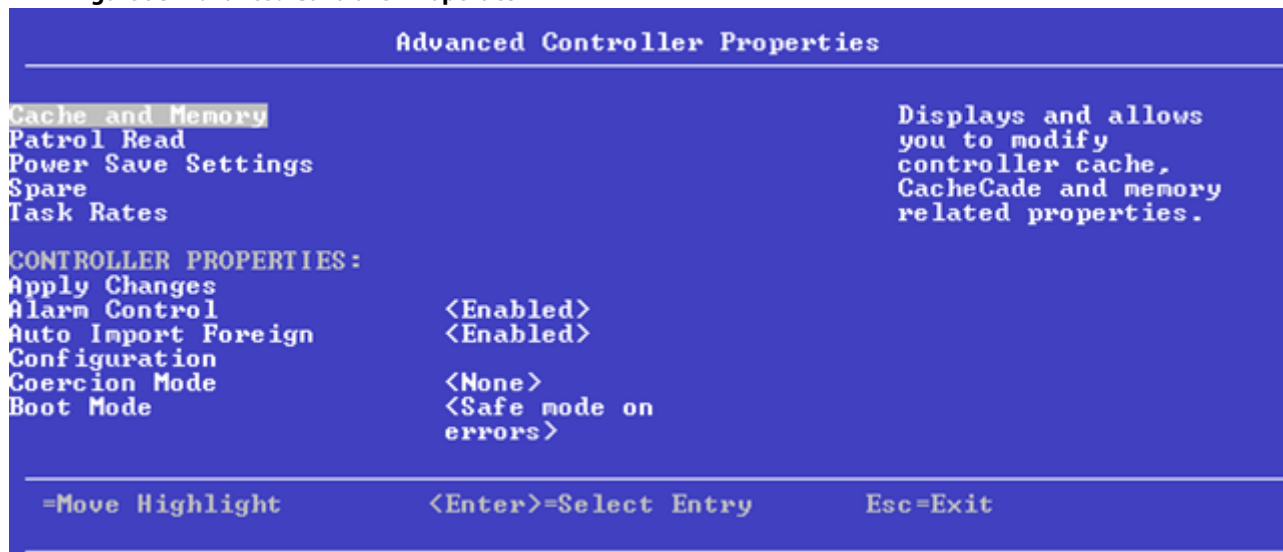 Advanced Controller Properties
Cache and Memory
Patrol Read
Power Save Settings
Spare
Task Rates
Displays and allows
you to modify
controller cache,
CacheCade and memory
related properties.
CONTROLLER PROPERTIES:
Apply Changes
Alarm Control <Enabled>
Auto Import Foreign <Enabled>
Configuration
Coercion Mode <None>
Boot Mode <Safe mode on
errors>
=Move Highlight <Enter>=Select Entry Esc=Exit